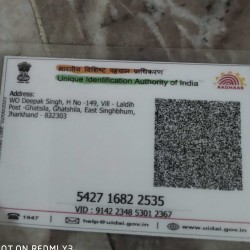 भारतीय विशिष्ट पहचान प्राधिकरण
Unique Identification Authority of India
AADHAAR
Address:
WO Deepak Singh, H No -149, Vill - Laldih
Post -Ghatsila, Ghatshila, East Singhbhum,
Jharkhand - 832303
5427 1682 2535
VID : 9142 2348 5301 2367
1947
help@uidai.gov.in
www.uidai.gov.in
OT ON REDMI Y3